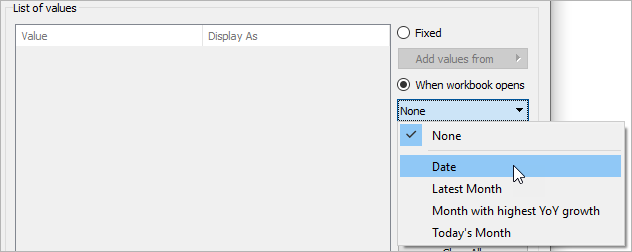 List of values
Value Display As
Fixed
Add values from
When workbook opens
None
None
Date
Latest Month
Month with highest YoY growth
Today's Month